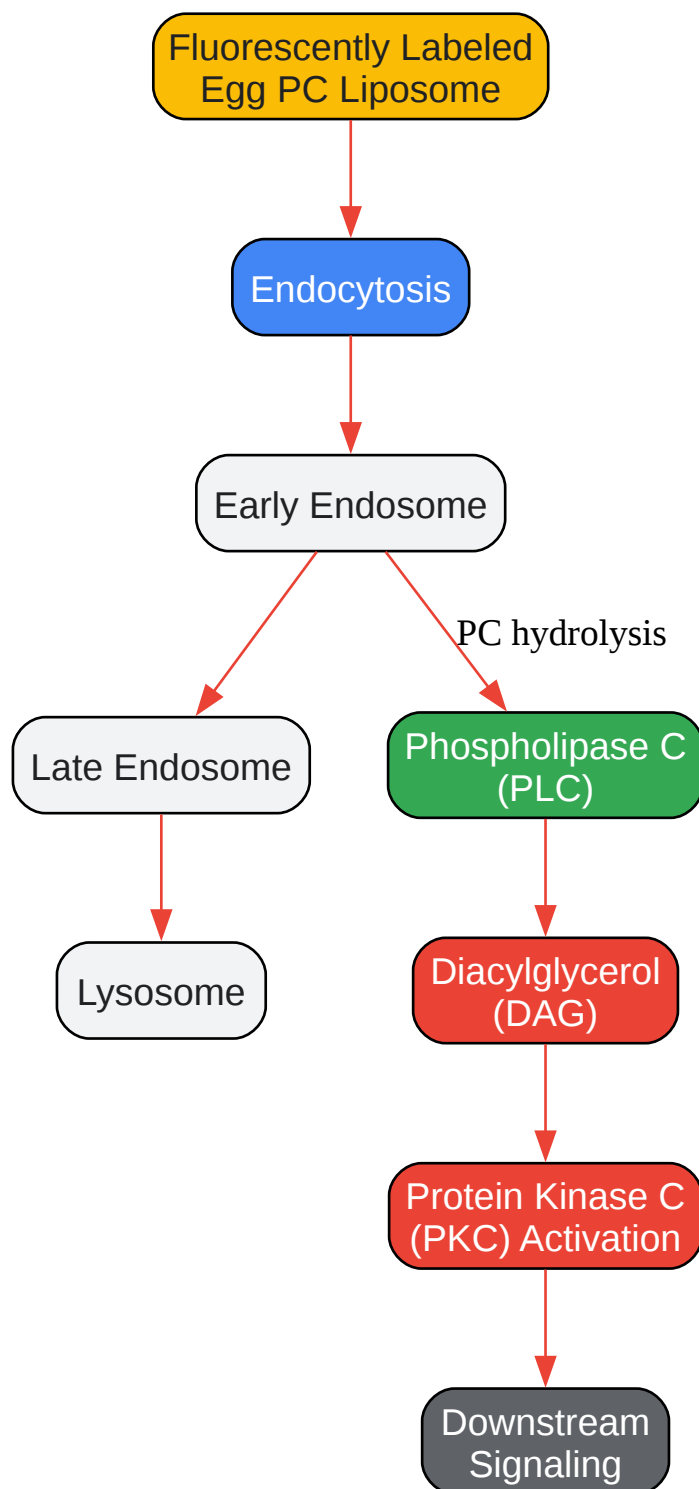 Fluorescently Labeled
Egg PC Liposome
Endocytosis
Early Endosome
PC hydrolysis
Late Endosome
Phospholipase C
(PLC)
Lysosome
Diacylglycerol
(DAG)
Protein Kinase C
(PKC) Activation
Downstream
Signaling